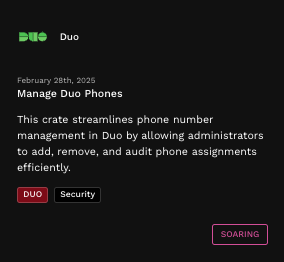 DUO Duo
February 28th, 2025
Manage Duo Phones
This crate streamlines phone number
management in Duo by allowing administrators
to add, remove, and audit phone assignments
efficiently.
DUO Security
SOARING